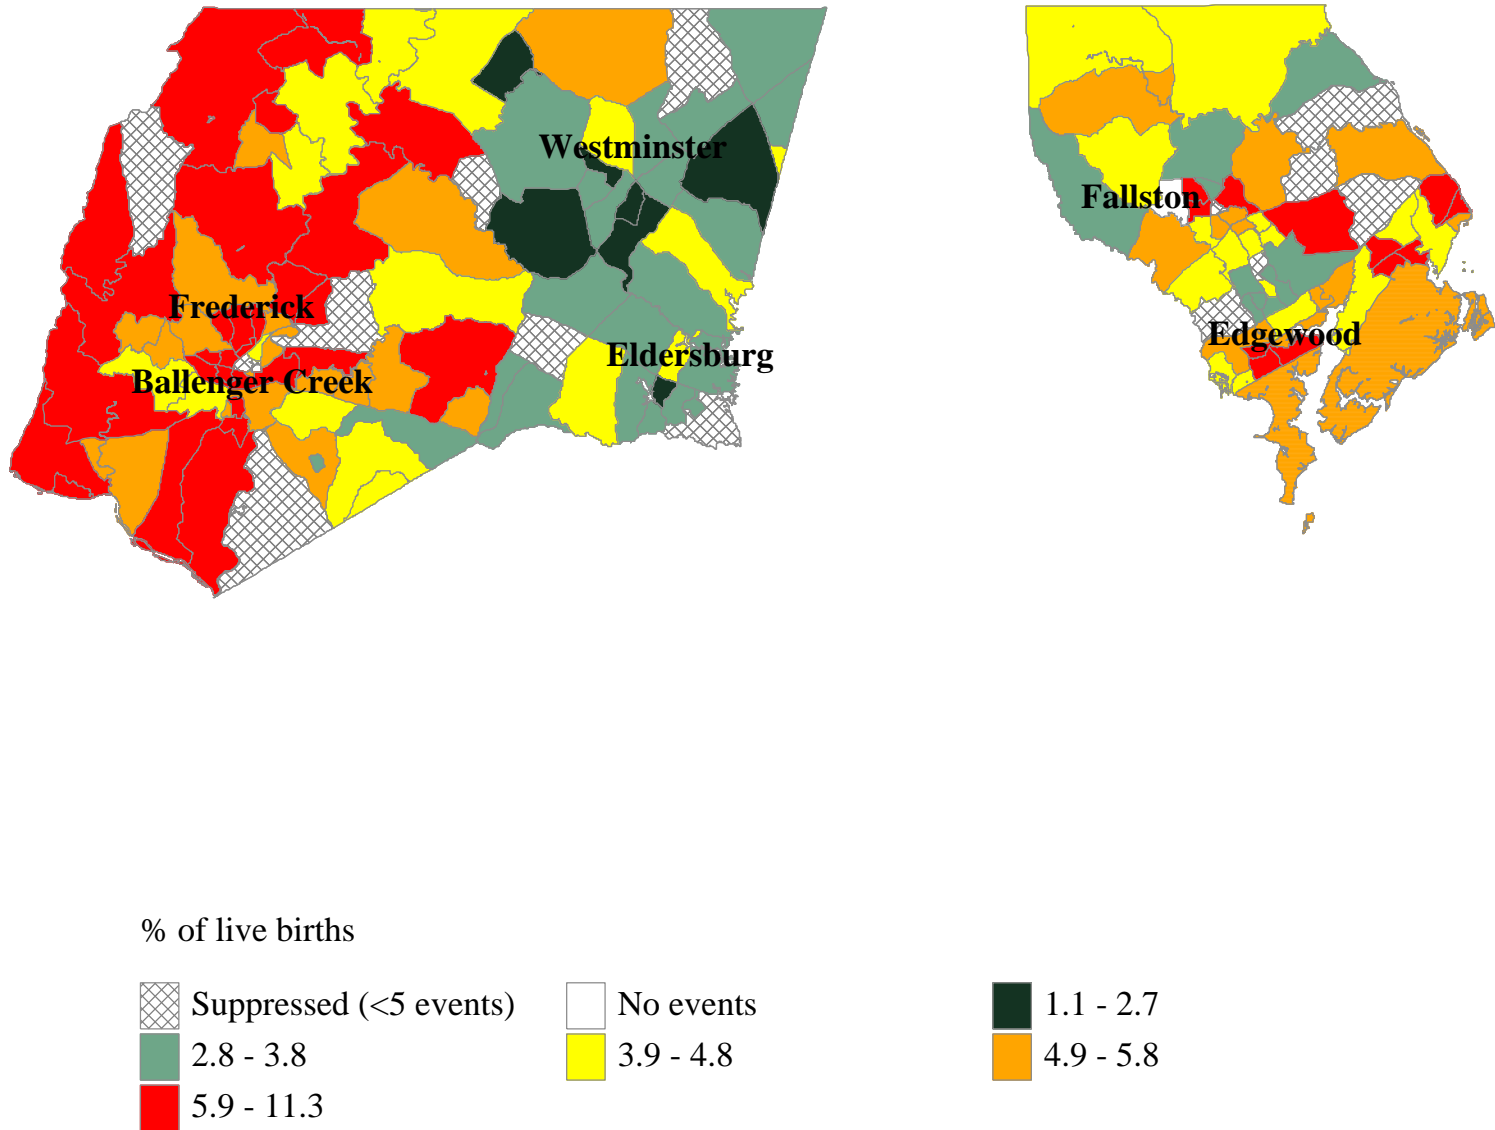 Westminster
Fallston
Frederick
Edgewood
Eldersburg
Ballenger Creek
% of live births
Suppressed (<5 events)
No events
1.1 - 2.7
2.8 - 3.8
3.9 - 4.8
4.9 - 5.8
5.9 - 11.3